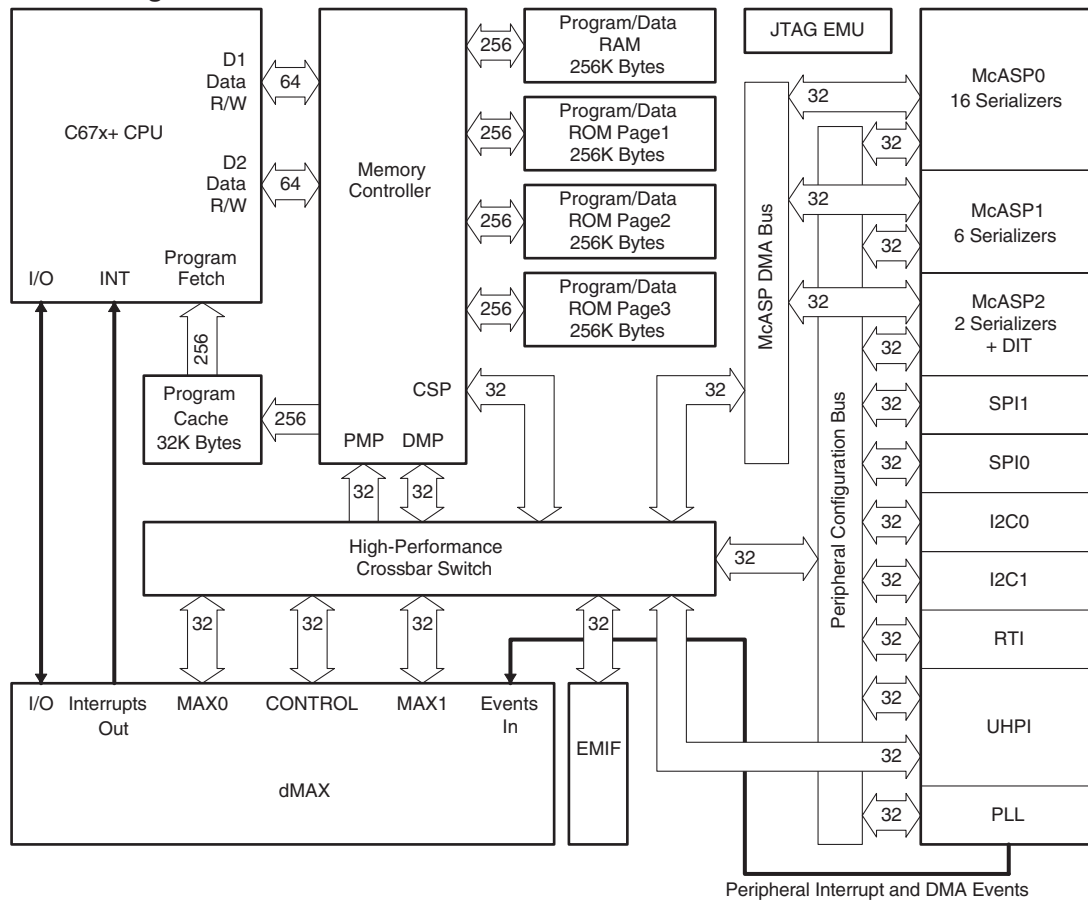 D1
Data
R/W
C67x+ CPU
D2
Data
R/W
I/O
INT
Program
Fetch
64
64
256
Program
Cache
32K Bytes
256
Memory
Controller
CSP
PMP
DMP
256
Program/Data
RAM
256K Bytes
256
Program/Data
ROM Page1
256K Bytes
256
Program/Data
ROM Page2
256K Bytes
256
Program/Data
ROM Page3
256K Bytes
32
32
32
32
High-Performance
Crossbar Switch
32
32
32
32
32
I/O
Interrupts
Out
MAX0
CONTROL
MAX1
Events
In
dMAX
EMIF
JTAG EMU
McASP DMA Bus
Peripheral Configuration Bus
32
McASP0
16 Serializers
32
32
McASP1
6 Serializers
32
32
McASP2
2 Serializers
+ DIT
32
32
SPI1
32
SPI0
32
I2C0
32
I2C1
32
RTI
32
UHPI
32
32
PLL
Peripheral Interrupt and DMA Events